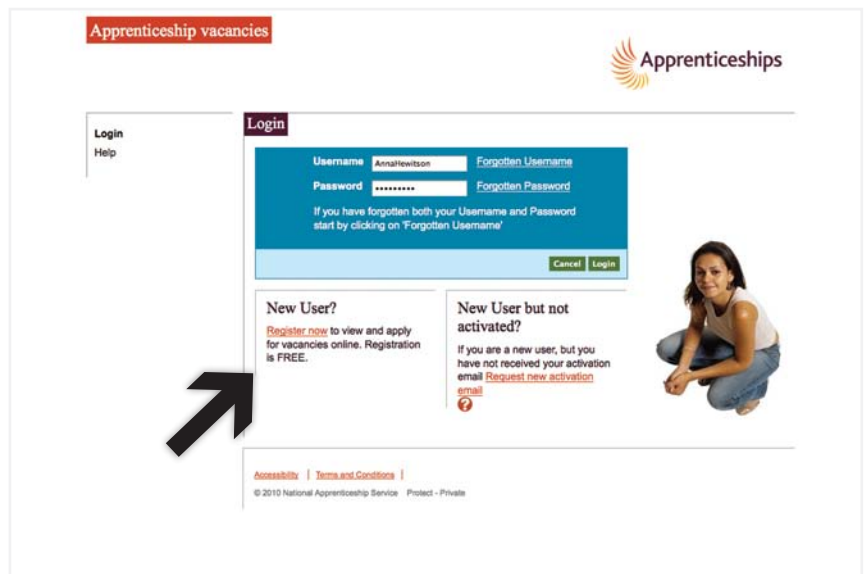 Apprenticeship vacancies
Apprenticeships
Login
Help
Login
Username AnnaHewitson Forgotten Username
Password ••••••••• Forgotten Password
If you have forgotten both your Username and Password
start by clicking on 'Forgotten Username'
Cancel Login
New User?
Register now to view and apply
for vacancies online. Registration
is FREE.
New User but not
activated?
If you are a new user, but you
have not received your activation
email Request new activation
email
?
Accessibility | Terms and Conditions |
© 2010 National Apprenticeship Service Protect - Private